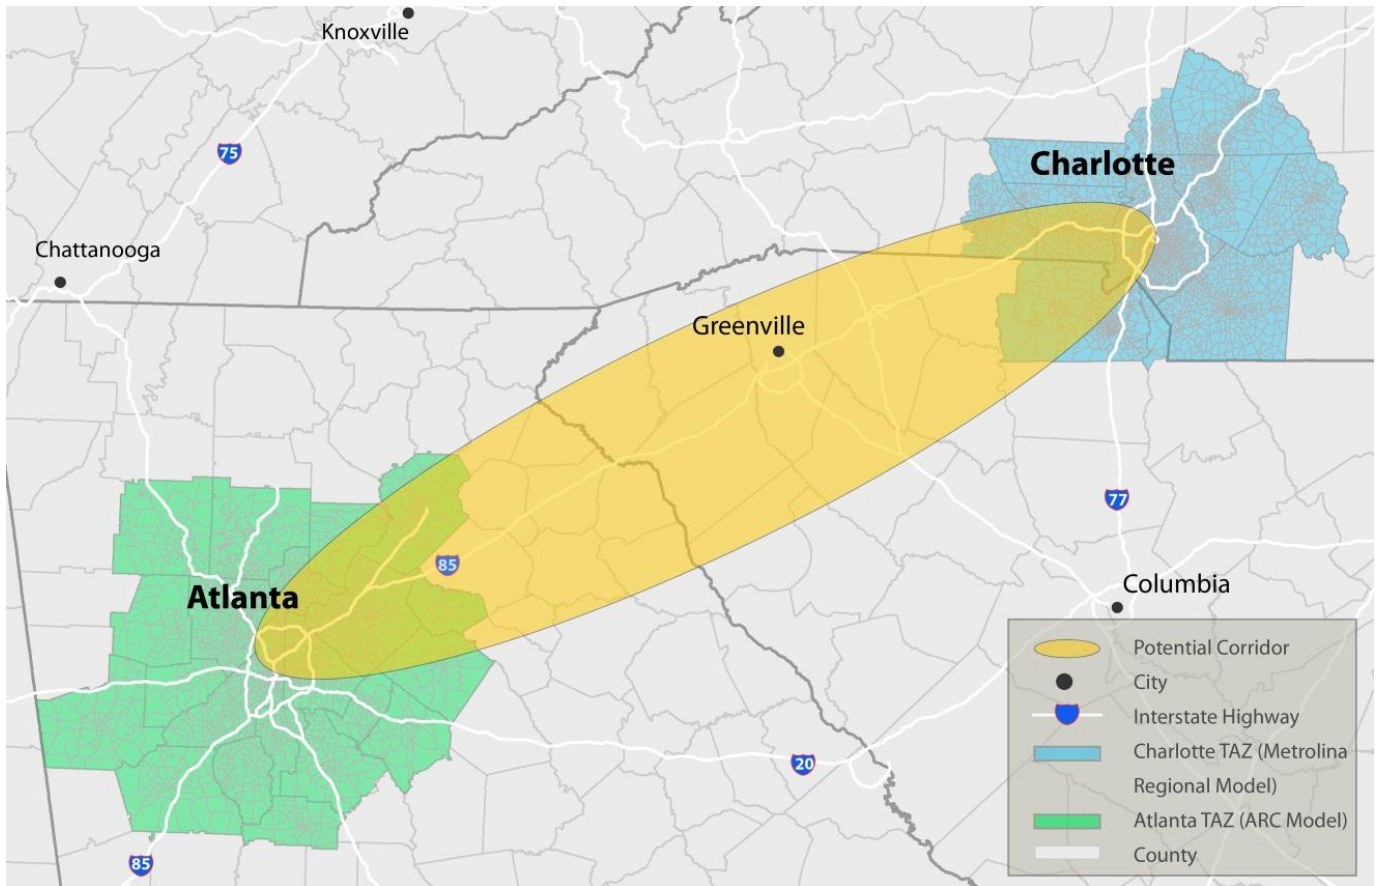 Knoxville
75
Charlotte
Chattanooga
Greenville
77
85
Atlanta
Columbia
20
85
Potential Corridor
City
Interstate Highway
Charlotte TAZ (Metrolina
Regional Model)
Atlanta TAZ (ARC Model)
County